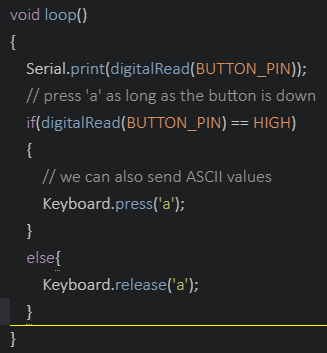 void loop()
{
Serial.print(digitalRead(BUTTON_PIN));
// press 'a' as long as the button is down
if(digitalRead(BUTTON_PIN) == HIGH)
{
// we can also send ASCII values
Keyboard.press('a');
}
else{
Keyboard.release('a');
}
}